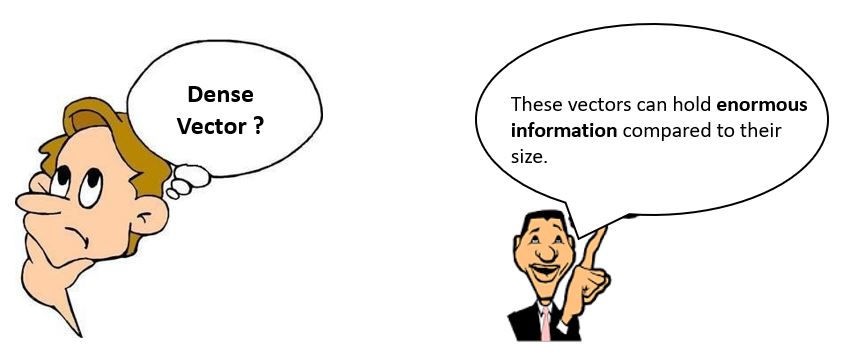 Dense
Vector ?
These vectors can hold enormous
information compared to their
size.